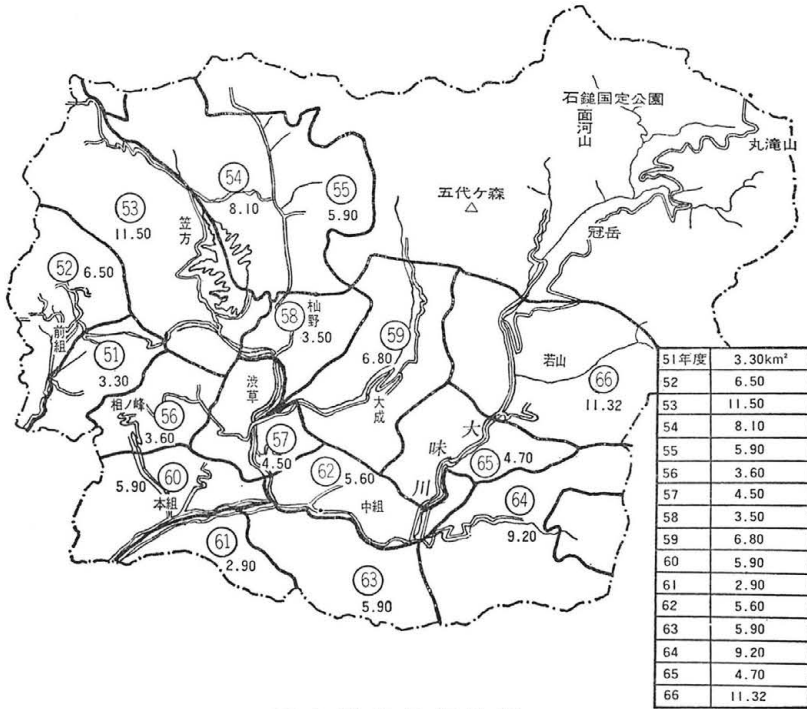 石鎚国定公園
面河山
丸滝山
五代ケ森
冠岳
54
8.10
55
5.90
53
11.50
笠方
52
6.50
前組
51
3.30
58
杣野
3.50
59
6.80
大成
若山
66
11.32
渋草
相ノ峰
56
3.60
57
4.50
大味川
65
4.70
62
5.60
中組
60
5.90
本組
64
9.20
61
2.90
63
5.90
51年度 3.30km²
52 6.50
53 11.50
54 8.10
55 5.90
56 3.60
57 4.50
58 3.50
59 6.80
60 5.90
61 2.90
62 5.60
63 5.90
64 9.20
65 4.70
66 11.32